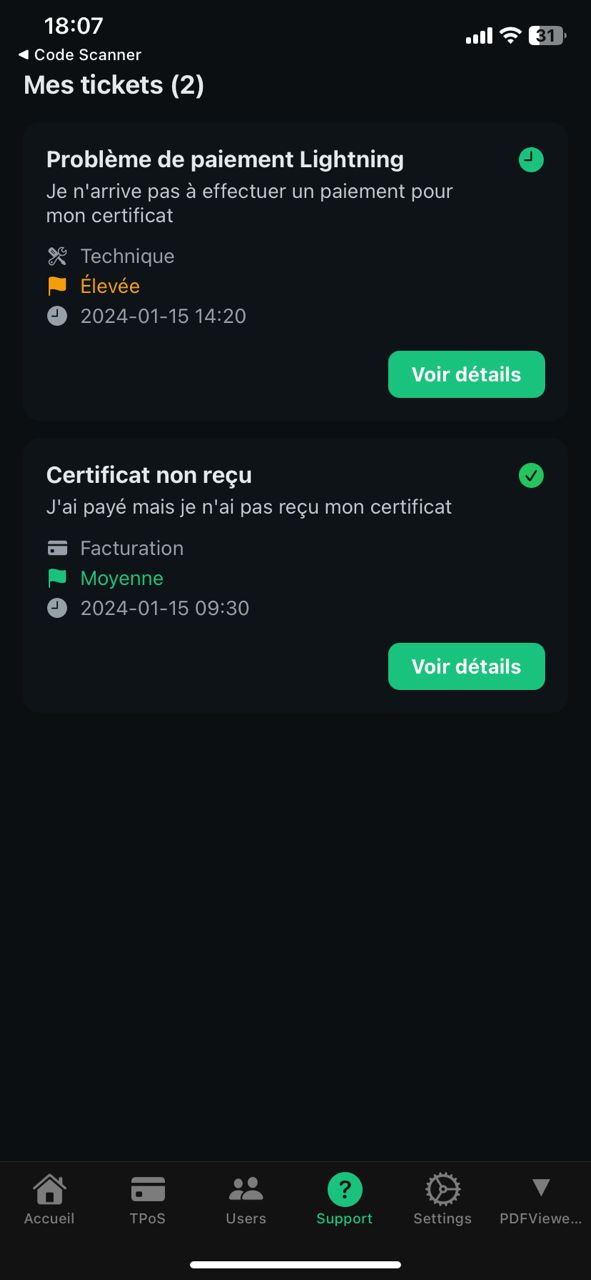 18:07
31
◀ Code Scanner
Mes tickets (2)
Problème de paiement Lightning
Je n'arrive pas à effectuer un paiement pour
mon certificat
Technique
Élevée
2024-01-15 14:20
Voir détails
Certificat non reçu
J'ai payé mais je n'ai pas reçu mon certificat
Facturation
Moyenne
2024-01-15 09:30
Voir détails
Accueil
TPoS
Users
Support
Settings
PDFViewe...